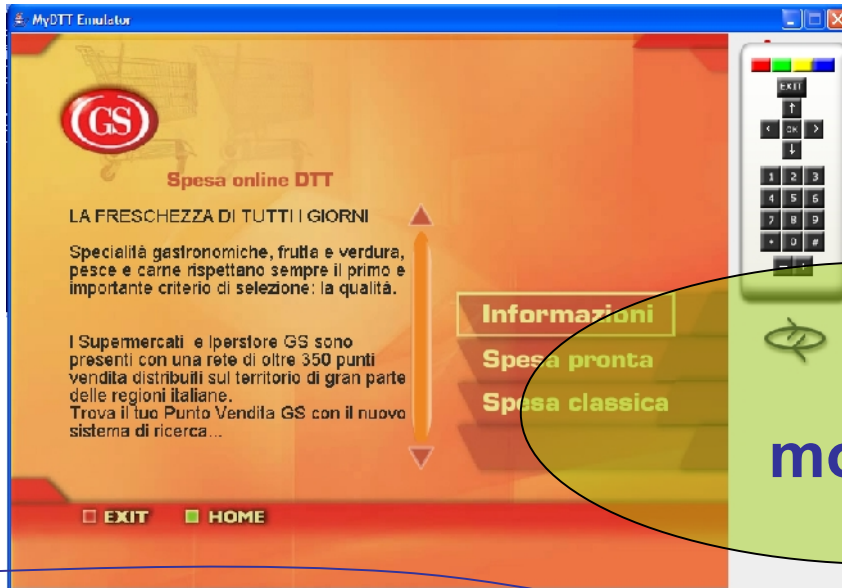 MyDTT Emulator
GS
Spesa online DTT
LA FRESCHEZZA DI TUTTI I GIORNI
Specialità gastronomiche, frutta e verdura,
pesce e carne rispettano sempre il primo e
importante criterio di selezione: la qualità.
I Supermercati e Iperstore GS sono
presenti con una rete di oltre 350 punti
vendita distribuiti sul territorio di gran parte
delle regioni italiane.
Trova il tuo Punto Vendita GS con il nuovo
sistema di ricerca...
Informazioni
Spesa pronta
Spesa classica
EXIT HOME
EXIT
↑
< OK >
↓
1 2 3
4 5 6
7 8 9
* 0 #